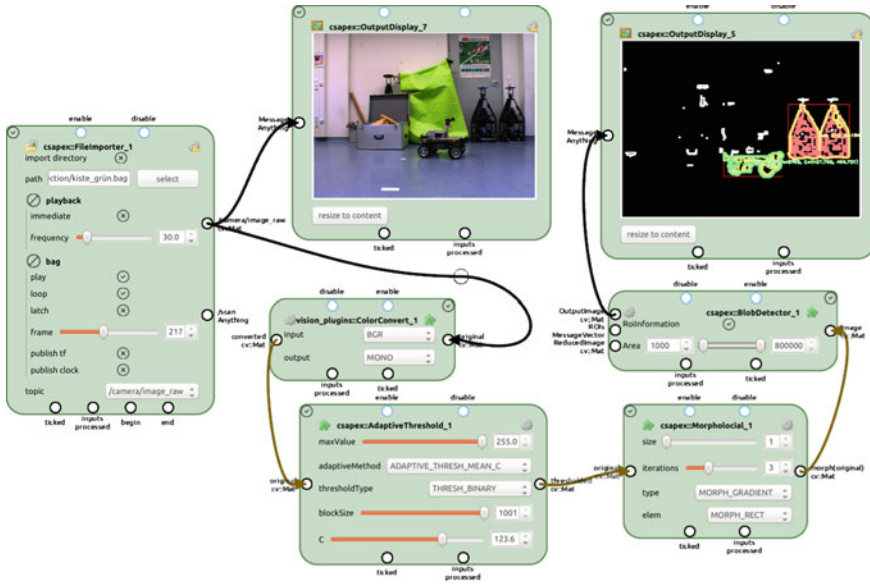 enable
disable
csapex::FileImporter_1
import directory
path
ction/kiste_grün.bag
select
playback
immediate
frequency
30.0
bag
play
loop
latch
frame
217
publish tf
publish clock
topic
/camera/image_raw
ticked
inputs
processed
begin
end
/camera/image_raw
cv::Mat
/scan
Anything
enable
disable
csapex::OutputDisplay_7
Message
Anything
resize to content
ticked
inputs
processed
enable
disable
csapex::OutputDisplay_5
Message
Anything
resize to content
ticked
inputs
processed
disable
enable
vision_plugins::ColorConvert_1
converted
cv::Mat
input
BGR
original
cv::Mat
output
MONO
inputs
processed
ticked
disable
enable
OutputImage
cv::Mat
ROIs
MessageVector
ReducedImage
cv::Mat
csapex::BlobDetector_1
RoiInformation
image
cv::Mat
Area
1000
800000
inputs
processed
ticked
enable
disable
csapex::AdaptiveThreshold_1
maxValue
255.0
adaptiveMethod
ADAPTIVE_THRESH_MEAN_C
original
cv::Mat
thresholdType
THRESH_BINARY
thresholded
cv::Mat
blockSize
1001
C
123.6
ticked
inputs
processed
enable
disable
csapex::Morpholocial_1
size
1
original
cv::Mat
iterations
3
morph(original)
cv::Mat
type
MORPH_GRADIENT
elem
MORPH_RECT
ticked
inputs
processed